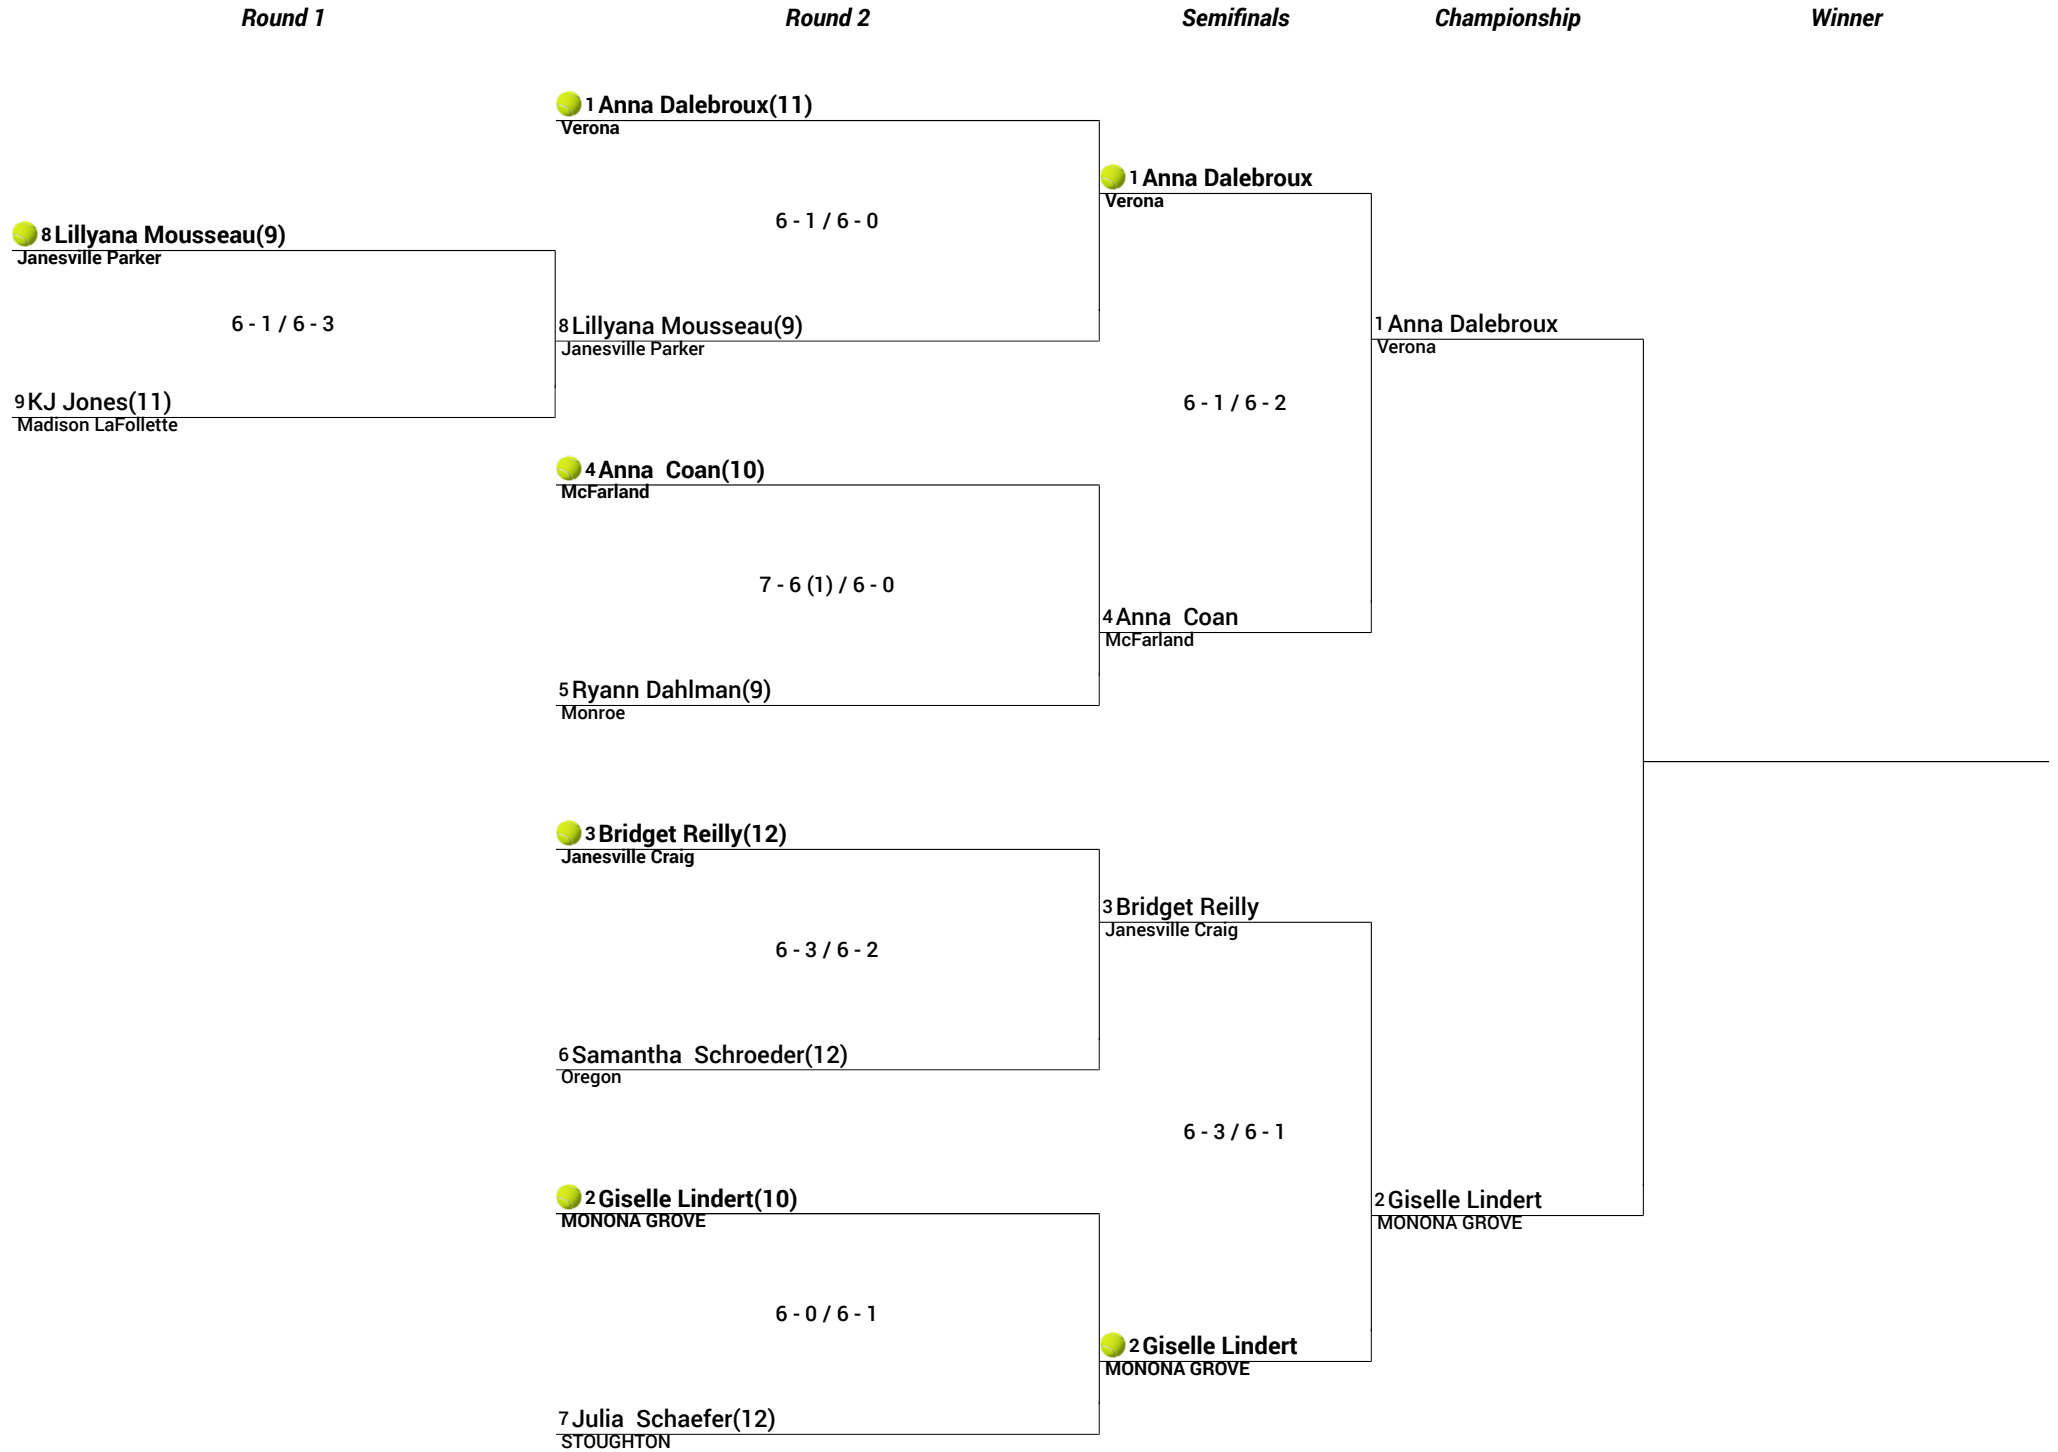 Round 1
Round 2
Semifinals
Championship
Winner
1 Anna Dalebroux(11)
Verona
6 - 1 / 6 - 0
8 Lillyana Mousseau(9)
Janesville Parker
6 - 1 / 6 - 3
9 KJ Jones(11)
Madison LaFollette
8 Lillyana Mousseau(9)
Janesville Parker
1 Anna Dalebroux
Verona
6 - 1 / 6 - 2
1 Anna Dalebroux
Verona
4 Anna  Coan(10)
McFarland
7 - 6 (1) / 6 - 0
4 Anna  Coan
McFarland
5 Ryann Dahlman(9)
Monroe
3 Bridget Reilly(12)
Janesville Craig
6 - 3 / 6 - 2
3 Bridget Reilly
Janesville Craig
6 Samantha  Schroeder(12)
Oregon
6 - 3 / 6 - 1
2 Giselle Lindert(10)
MONONA GROVE
2 Giselle Lindert
MONONA GROVE
6 - 0 / 6 - 1
2 Giselle Lindert
MONONA GROVE
7 Julia  Schaefer(12)
STOUGHTON